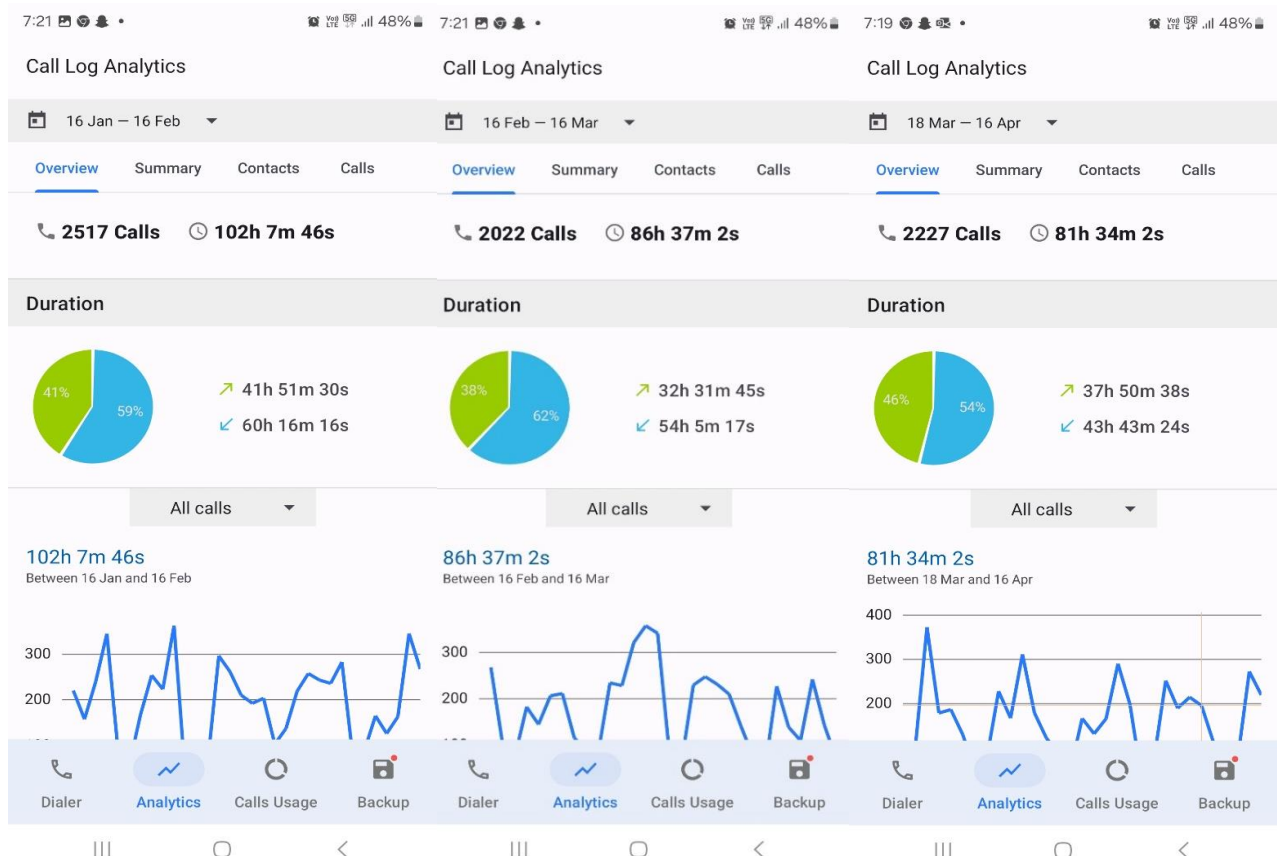 7:21 48%
Call Log Analytics
16 Jan – 16 Feb
Overview Summary Contacts Calls
2517 Calls 102h 7m 46s
Duration
41%
59%
41h 51m 30s
60h 16m 16s
All calls
102h 7m 46s
Between 16 Jan and 16 Feb
300
200
Dialer Analytics Calls Usage Backup
7:21 48%
Call Log Analytics
16 Feb – 16 Mar
Overview Summary Contacts Calls
2022 Calls 86h 37m 2s
Duration
38%
62%
32h 31m 45s
54h 5m 17s
All calls
86h 37m 2s
Between 16 Feb and 16 Mar
300
200
Dialer Analytics Calls Usage Backup
7:19 48%
Call Log Analytics
18 Mar – 16 Apr
Overview Summary Contacts Calls
2227 Calls 81h 34m 2s
Duration
46%
54%
37h 50m 38s
43h 43m 24s
All calls
81h 34m 2s
Between 18 Mar and 16 Apr
400
300
200
Dialer Analytics Calls Usage Backup